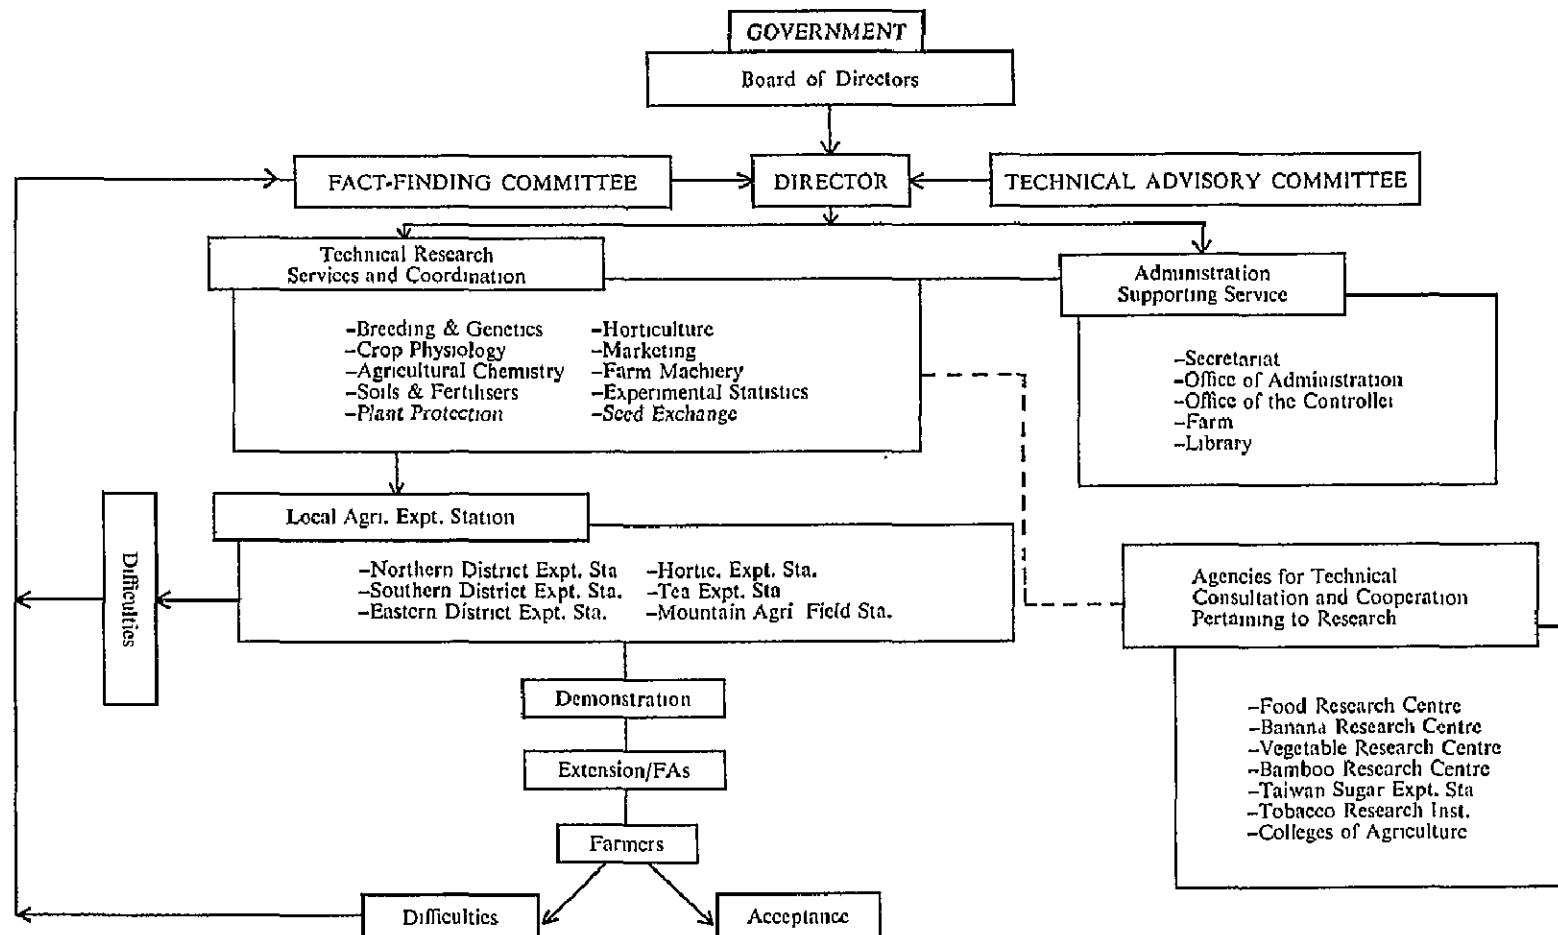 GOVERNMENT
Board of Directors
FACT-FINDING COMMITTEE
DIRECTOR
TECHNICAL ADVISORY COMMITTEE
Technical Research
Services and Coordination
-Breeding & Genetics
-Crop Physiology
-Agricultural Chemistry
-Soils & Fertilisers
-Plant Protection
-Horticulture
-Marketing
-Farm Machiery
-Experimental Statistics
-Seed Exchange
Administration
Supporting Service
-Secretariat
-Office of Administration
-Office of the Controller
-Farm
-Library
Local Agri. Expt. Station
-Northern District Expt. Sta
-Southern District Expt. Sta.
-Eastern District Expt. Sta.
-Hortic. Expt. Sta.
-Tea Expt. Sta
-Mountain Agri Field Sta.
Difficulties
Agencies for Technical
Consultation and Cooperation
Pertaining to Research
-Food Research Centre
-Banana Research Centre
-Vegetable Research Centre
-Bamboo Research Centre
-Taiwan Sugar Expt. Sta
-Tobacco Research Inst.
-Colleges of Agriculture
Demonstration
Extension/FAs
Farmers
Difficulties
Acceptance